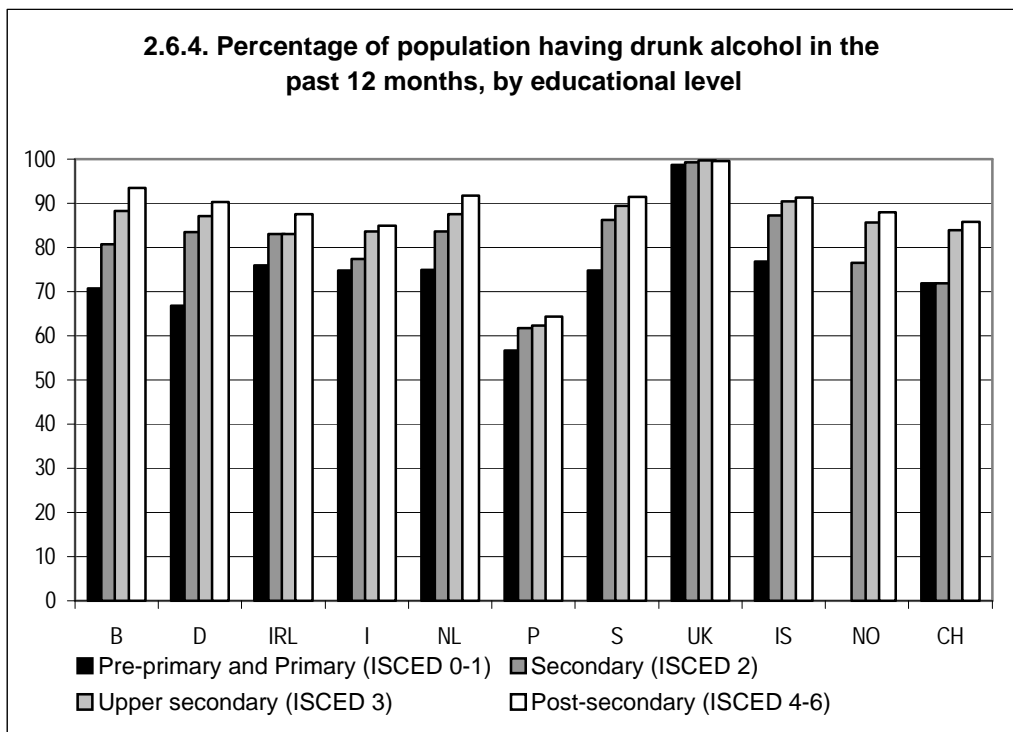 2.6.4. Percentage of population having drunk alcohol in the
past 12 months, by educational level
100
90
80
70
60
50
40
30
20
10
0
B D IRL I NL P S UK IS NO CH
Pre-primary and Primary (ISCED 0-1) Secondary (ISCED 2)
Upper secondary (ISCED 3) Post-secondary (ISCED 4-6)